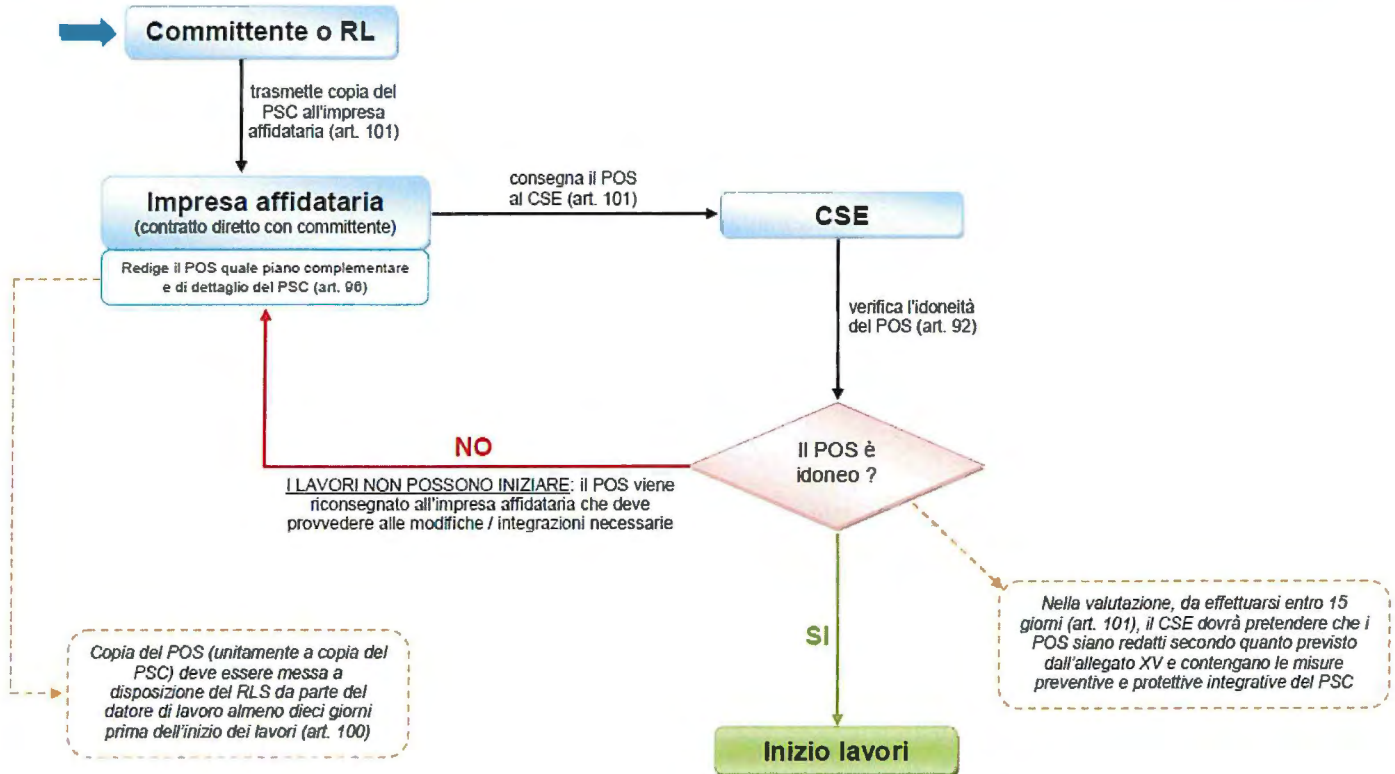 Committente o RL
trasmette copia del
PSC all'impresa
affidataria (art. 101)
Impresa affidataria
(contratto diretto con committente)
Redige il POS quale piano complementare
e di dettaglio del PSC (art. 96)
consegna il POS
al CSE (art. 101)
CSE
verifica l'idoneità
del POS (art. 92)
Il POS è
idoneo ?
NO
I LAVORI NON POSSONO INIZIARE: il POS viene
riconsegnato all'impresa affidataria che deve
provvedere alle modifiche / integrazioni necessarie
SI
Nella valutazione, da effettuarsi entro 15
giorni (art. 101), il CSE dovrà pretendere che i
POS siano redatti secondo quanto previsto
dall'allegato XV e contengano le misure
preventive e protettive integrative del PSC
Copia del POS (unitamente a copia del
PSC) deve essere messa a
disposizione del RLS da parte del
datore di lavoro almeno dieci giorni
prima dell'inizio dei lavori (art. 100)
Inizio lavori